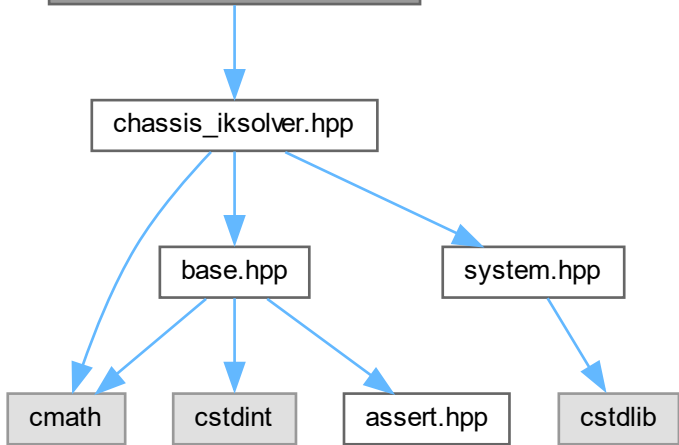 chassis_iksolver.hpp
base.hpp
system.hpp
cmath
cstdint
assert.hpp
cstdlib